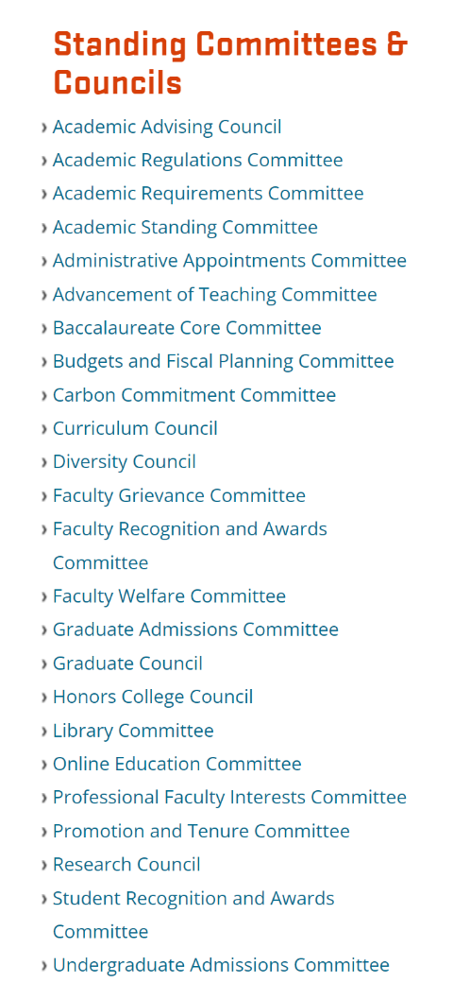 Standing Committees &
Councils
› Academic Advising Council
› Academic Regulations Committee
› Academic Requirements Committee
› Academic Standing Committee
› Administrative Appointments Committee
› Advancement of Teaching Committee
› Baccalaureate Core Committee
› Budgets and Fiscal Planning Committee
› Carbon Commitment Committee
› Curriculum Council
› Diversity Council
› Faculty Grievance Committee
› Faculty Recognition and Awards
Committee
› Faculty Welfare Committee
› Graduate Admissions Committee
› Graduate Council
› Honors College Council
› Library Committee
› Online Education Committee
› Professional Faculty Interests Committee
› Promotion and Tenure Committee
› Research Council
› Student Recognition and Awards
Committee
› Undergraduate Admissions Committee